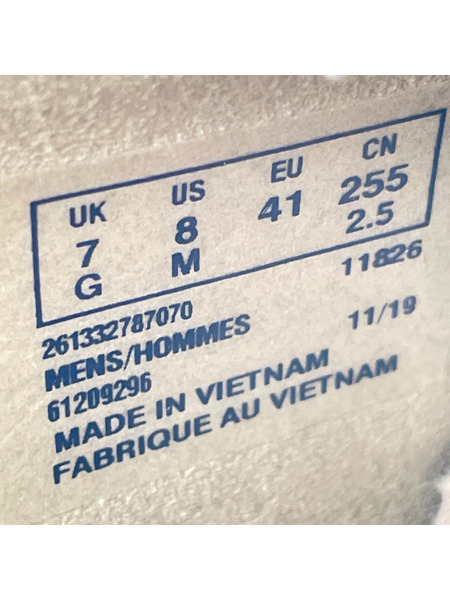 UK US EU CN
7 8 41 255
G M 2.5
261332787070 11826
MENS/HOMMES 11/19
61209296
MADE IN VIETNAM
FABRIQUE AU VIETNAM